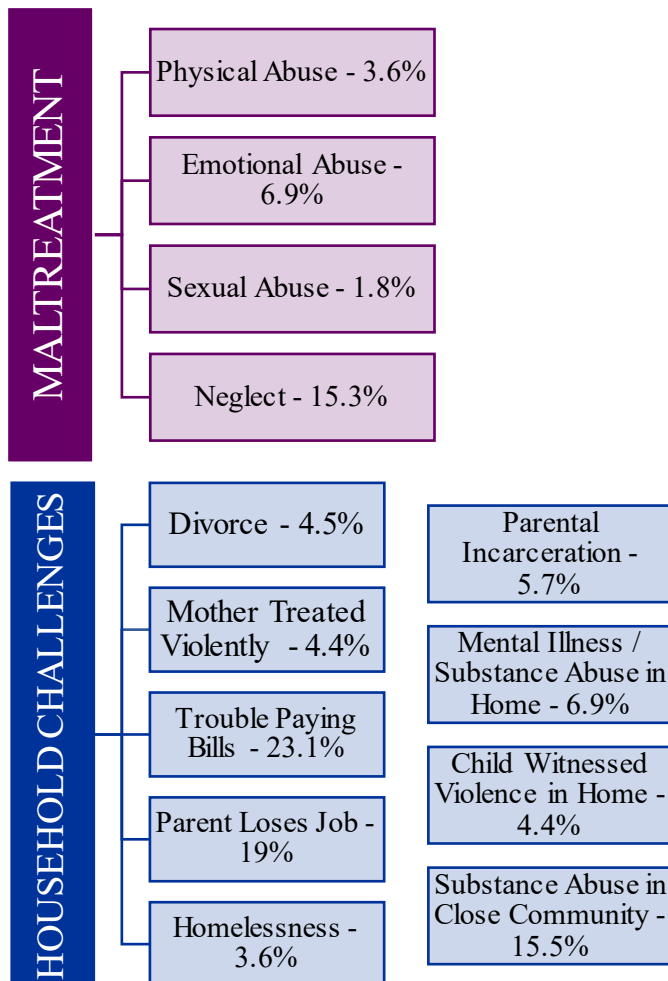 MALTREATMENT
Physical Abuse - 3.6%
Emotional Abuse -
6.9%
Sexual Abuse - 1.8%
Neglect - 15.3%
HOUSEHOLD CHALLENGES
Divorce - 4.5%
Mother Treated
Violently - 4.4%
Trouble Paying
Bills - 23.1%
Parent Loses Job -
19%
Homelessness -
3.6%
Parental
Incarceration -
5.7%
Mental Illness /
Substance Abuse in
Home - 6.9%
Child Witnessed
Violence in Home -
4.4%
Substance Abuse in
Close Community -
15.5%